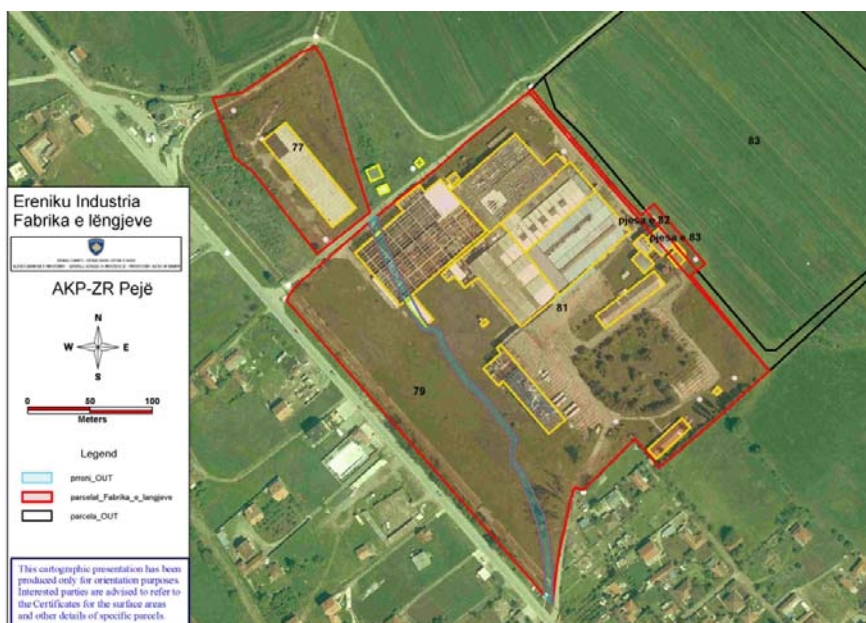 Ereniku Industria
Fabrika e lëngjeve
AKP-ZR Pejë
N
W E
S
0 50 100
Meters
Legend
prroni_OUT
parcelat_Fabrika_e_langjeve
parcela_OUT
This cartographic presentation has been
produced only for orientation purposes.
Interested parties are advised to refer to
the Certificates for the surface areas
and other details of specific parcels.
77
83
pjesa e 82
pjesa e 83
81
79